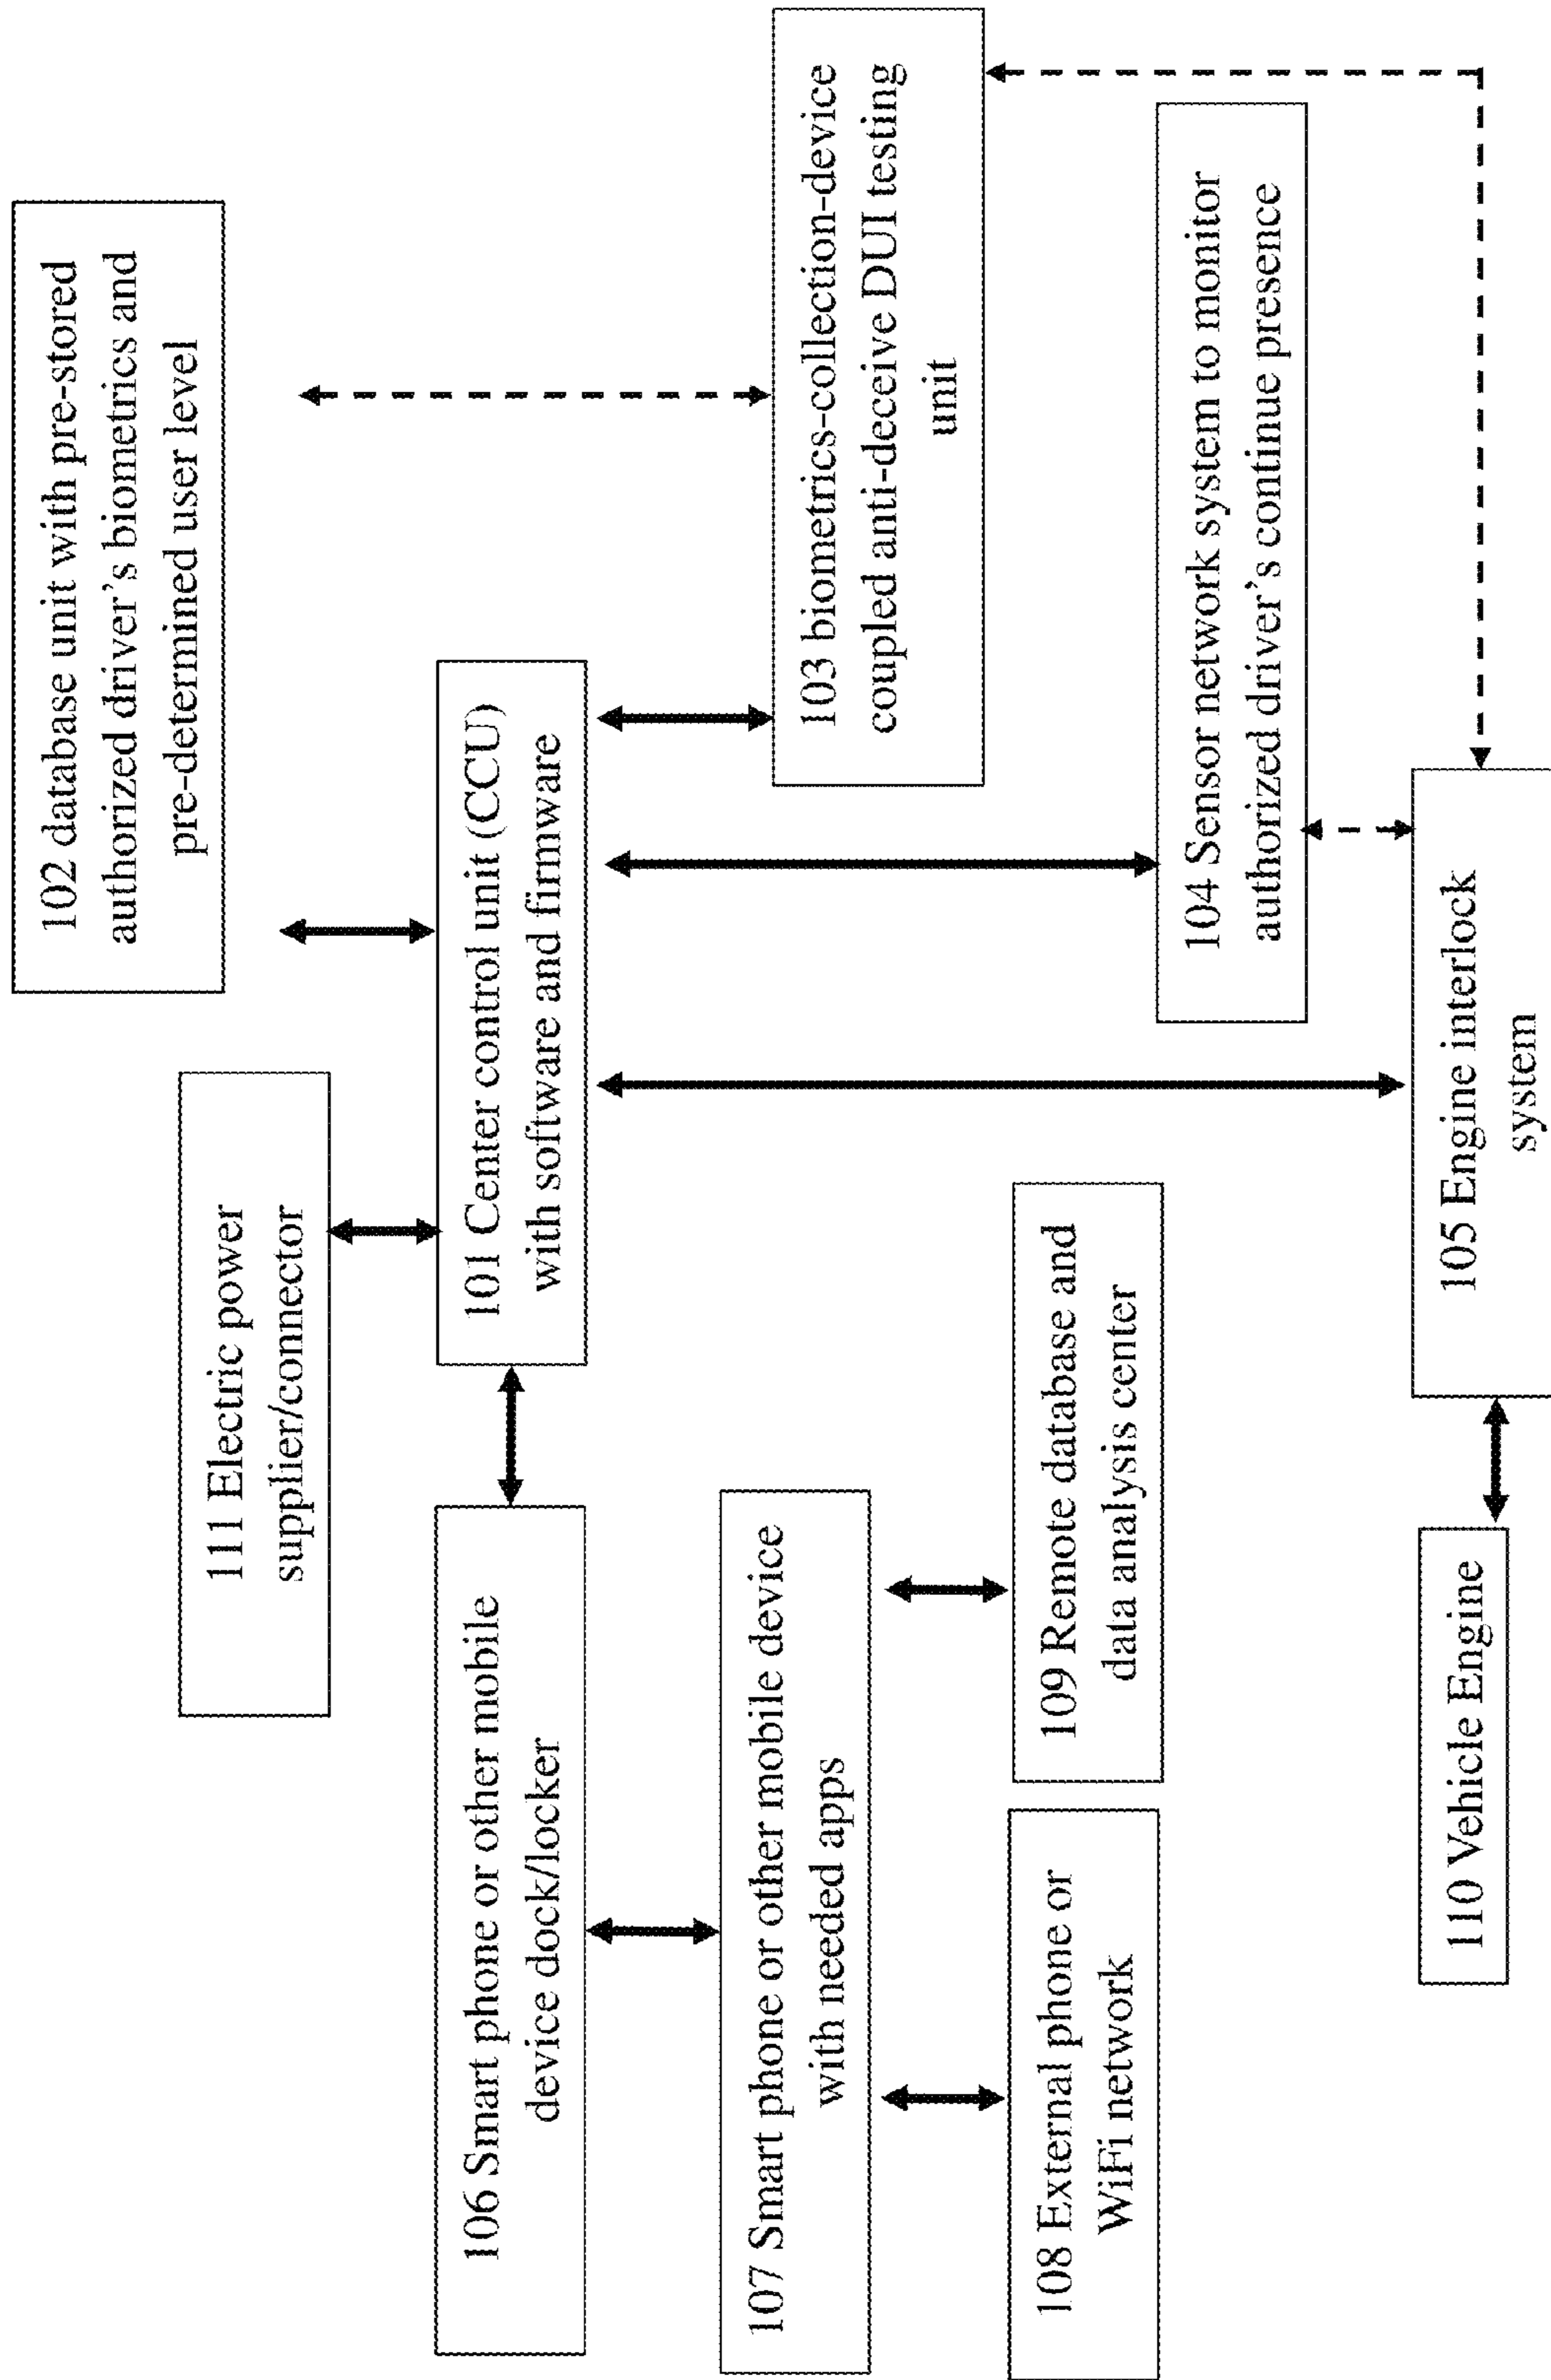 102 database unit with pre-stored
authorized driver's biometrics and
pre-determined user level
111 Electric power
supplier/connector
101 Center control unit (CCU)
with software and firmware
106 Smart phone or other mobile
device dock/locker
107 Smart phone or other mobile device
with needed apps
103 biometrics-collection-device
coupled anti-deceive DUI testing
unit
108 External phone or
WiFi network
109 Remote database and
data analysis center
104 Sensor network system to monitor
authorized driver's continue presence
110 Vehicle Engine
105 Engine interlock
system